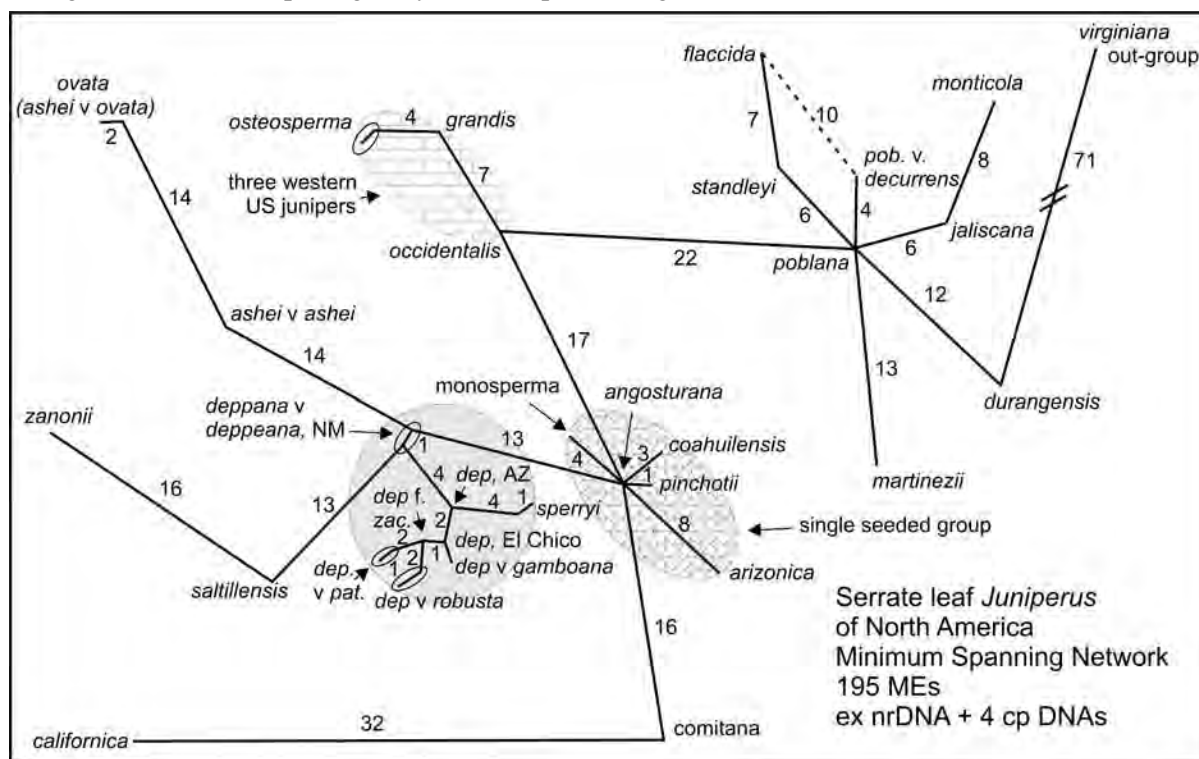 ovata
(ashei v ovata)
2
14
osteosperma
4
grandis
three western
US junipers
7
occidentalis
flaccida
10
7
standleyi
pob. v.
decurrens
6
4
monticola
8
jaliscana
6
virginiana
out-group
71
22
poblana
12
durangensis
13
martinezii
ashei v ashei
14
17
monosperma
angosturana
zanonii
deppana v
deppeana, NM
1
13
4
3
coahuilensis
1
pinchotii
8
arizonica
single seeded group
16
13
4
dep, AZ
dep f.
zac.
4
1
sperryi
2
2
dep, El Chico
1
dep v gamboana
1
2
dep.
v pat.
dep v robusta
saltillensis
16
32
californica
comitana
Serrate leaf Juniperus
of North America
Minimum Spanning Network
195 MEs
ex nrDNA + 4 cp DNAs